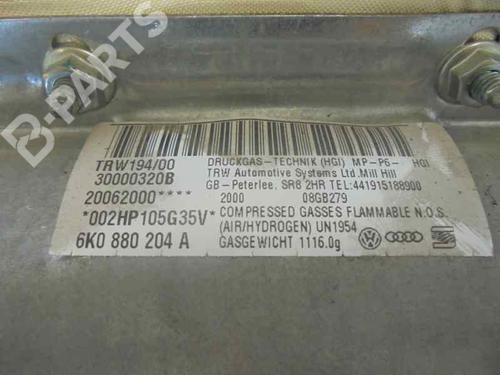 B-PARTS
TRW194/00 DRUCKGAS-TECHNIK (HGI) MP-P6- HGI
30000320B TRW Automotive Systems Ltd.Mill Hill
GB - Peterlee, SR8 2HR TEL:441915188900
20062000**** 2000 08GB279
*002HP105G35V* COMPRESSED GASSES FLAMMABLE N.O.S.
(AIR/HYDROGEN) UN1954
6K0 880 204 A GASGEWICHT 1116.0g